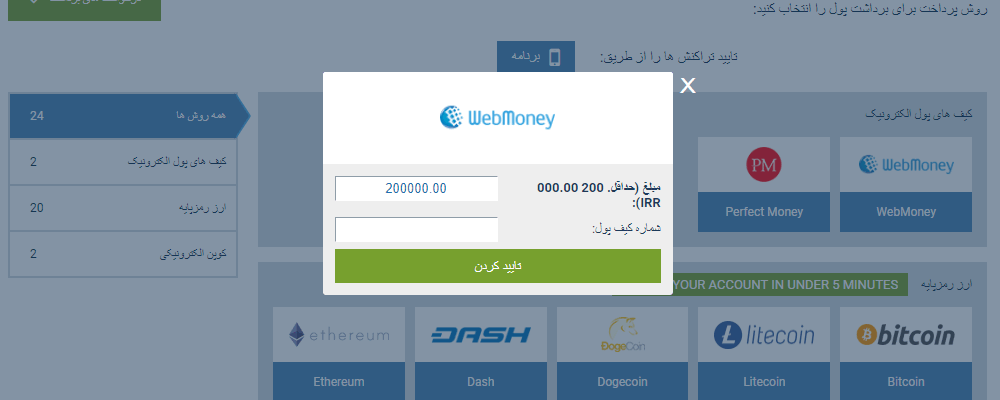 روش پرداخت برای برداشت پول را انتخاب کنید:
تایید تراکنش ها را از طریق:
برنامه
همه روش ها
24
کیف های پول الکترونیک
2
ارز رمزپایه
20
کوپن الکترونیکی
2
کیف های پول الکترونیک
PM
WebMoney
Perfect Money
WebMoney
X
WebMoney
مبلغ (حداقل. 200 000.00
IRR):
200000.00
شماره کیف پول:
تایید کردن
ارز رمزپایه
YOUR ACCOUNT IN UNDER 5 MINUTES
ethereum
DASH
DogeCoin
litecoin
bitcoin
Ethereum
Dash
Dogecoin
Litecoin
Bitcoin